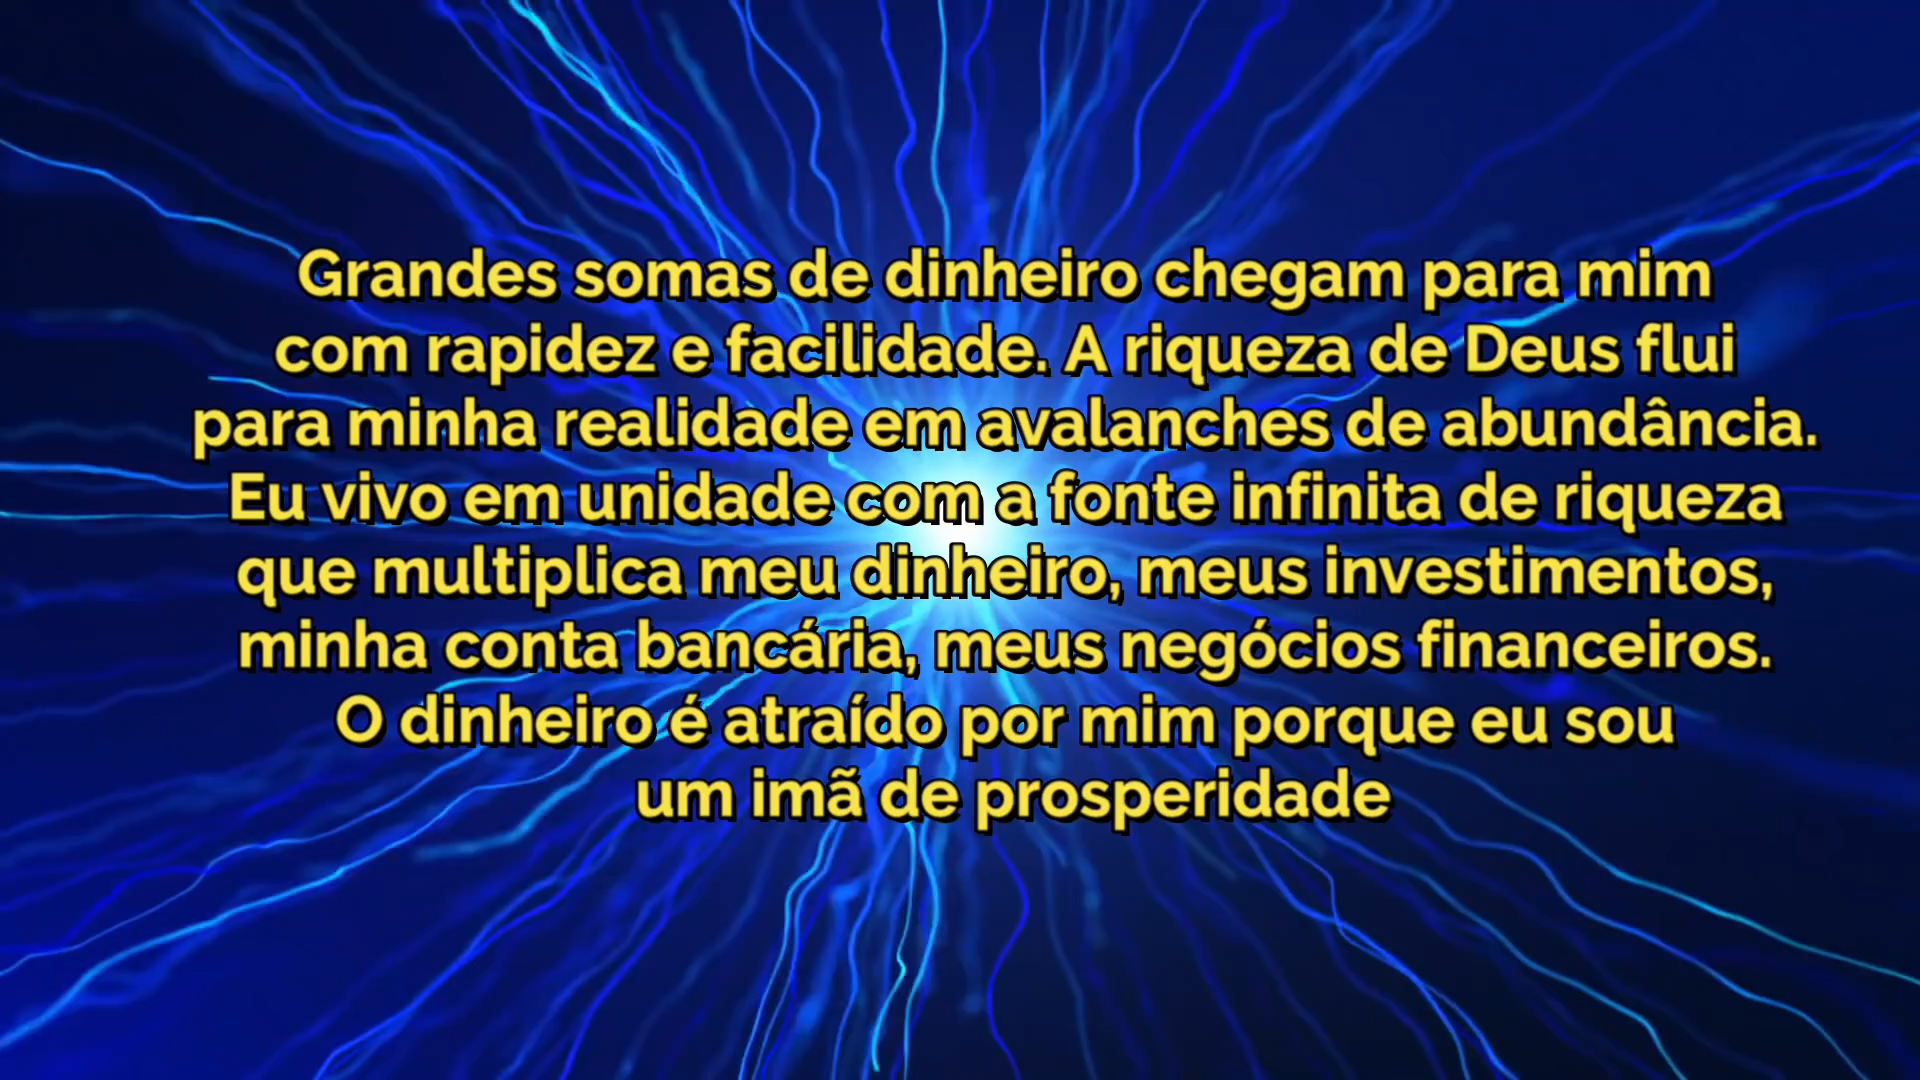 Grandes somas de dinheiro chegam para mim
com rapidez e facilidade. A riqueza de Deus flui
para minha realidade em avalanches de abundância.
Eu vivo em unidade com a fonte infinita de riqueza
que multiplica meu dinheiro, meus investimentos,
minha conta bancária, meus negócios financeiros.
O dinheiro é atraído por mim porque eu sou
um imã de prosperidade